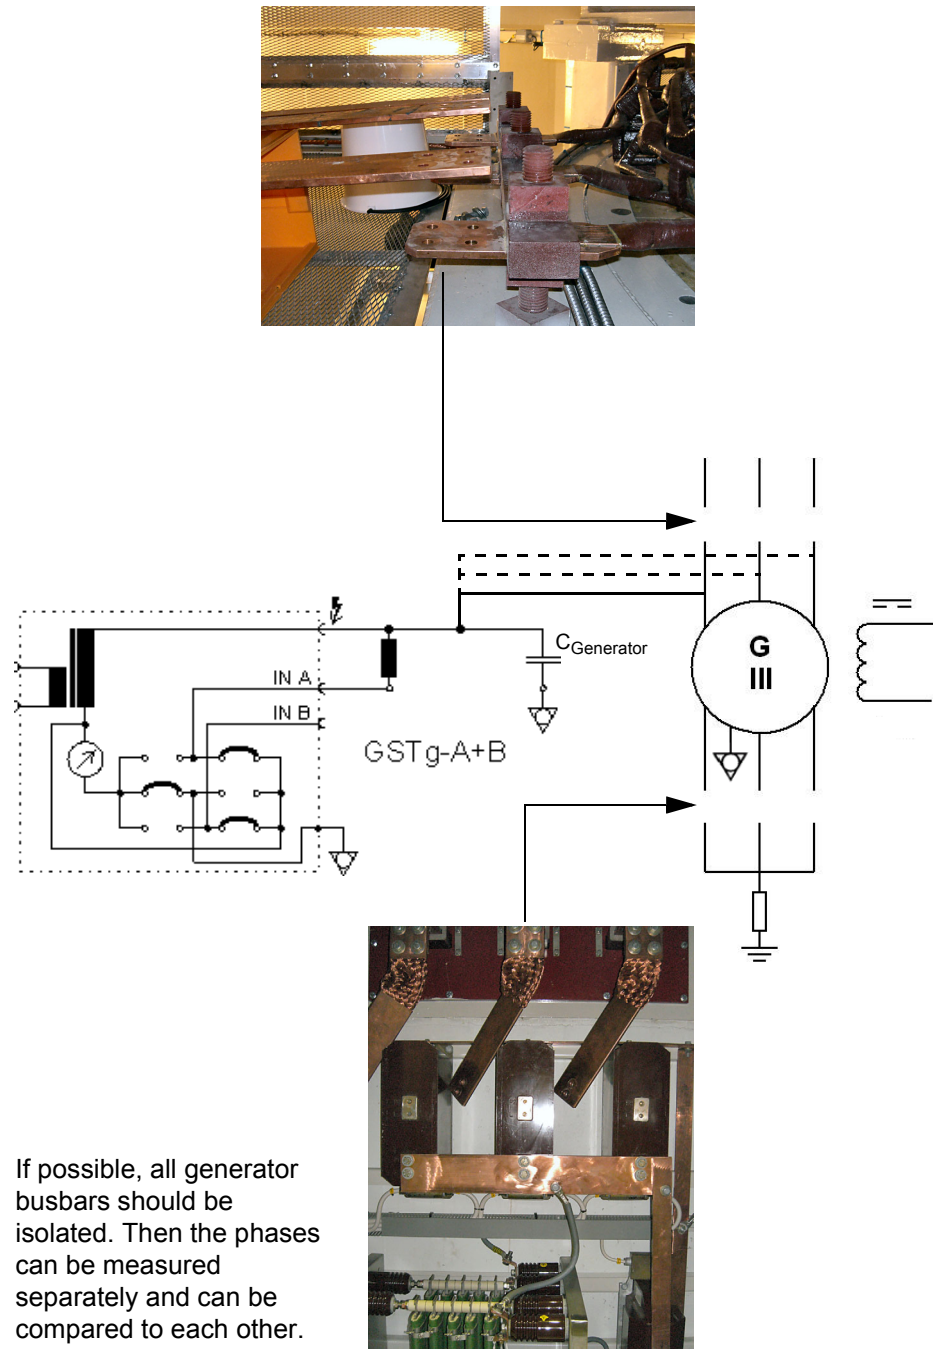 C Generator
G
III
IN A
IN B
GSTg-A+B
If possible, all generator
busbars should be
isolated. Then the phases
can be measured
separately and can be
compared to each other.